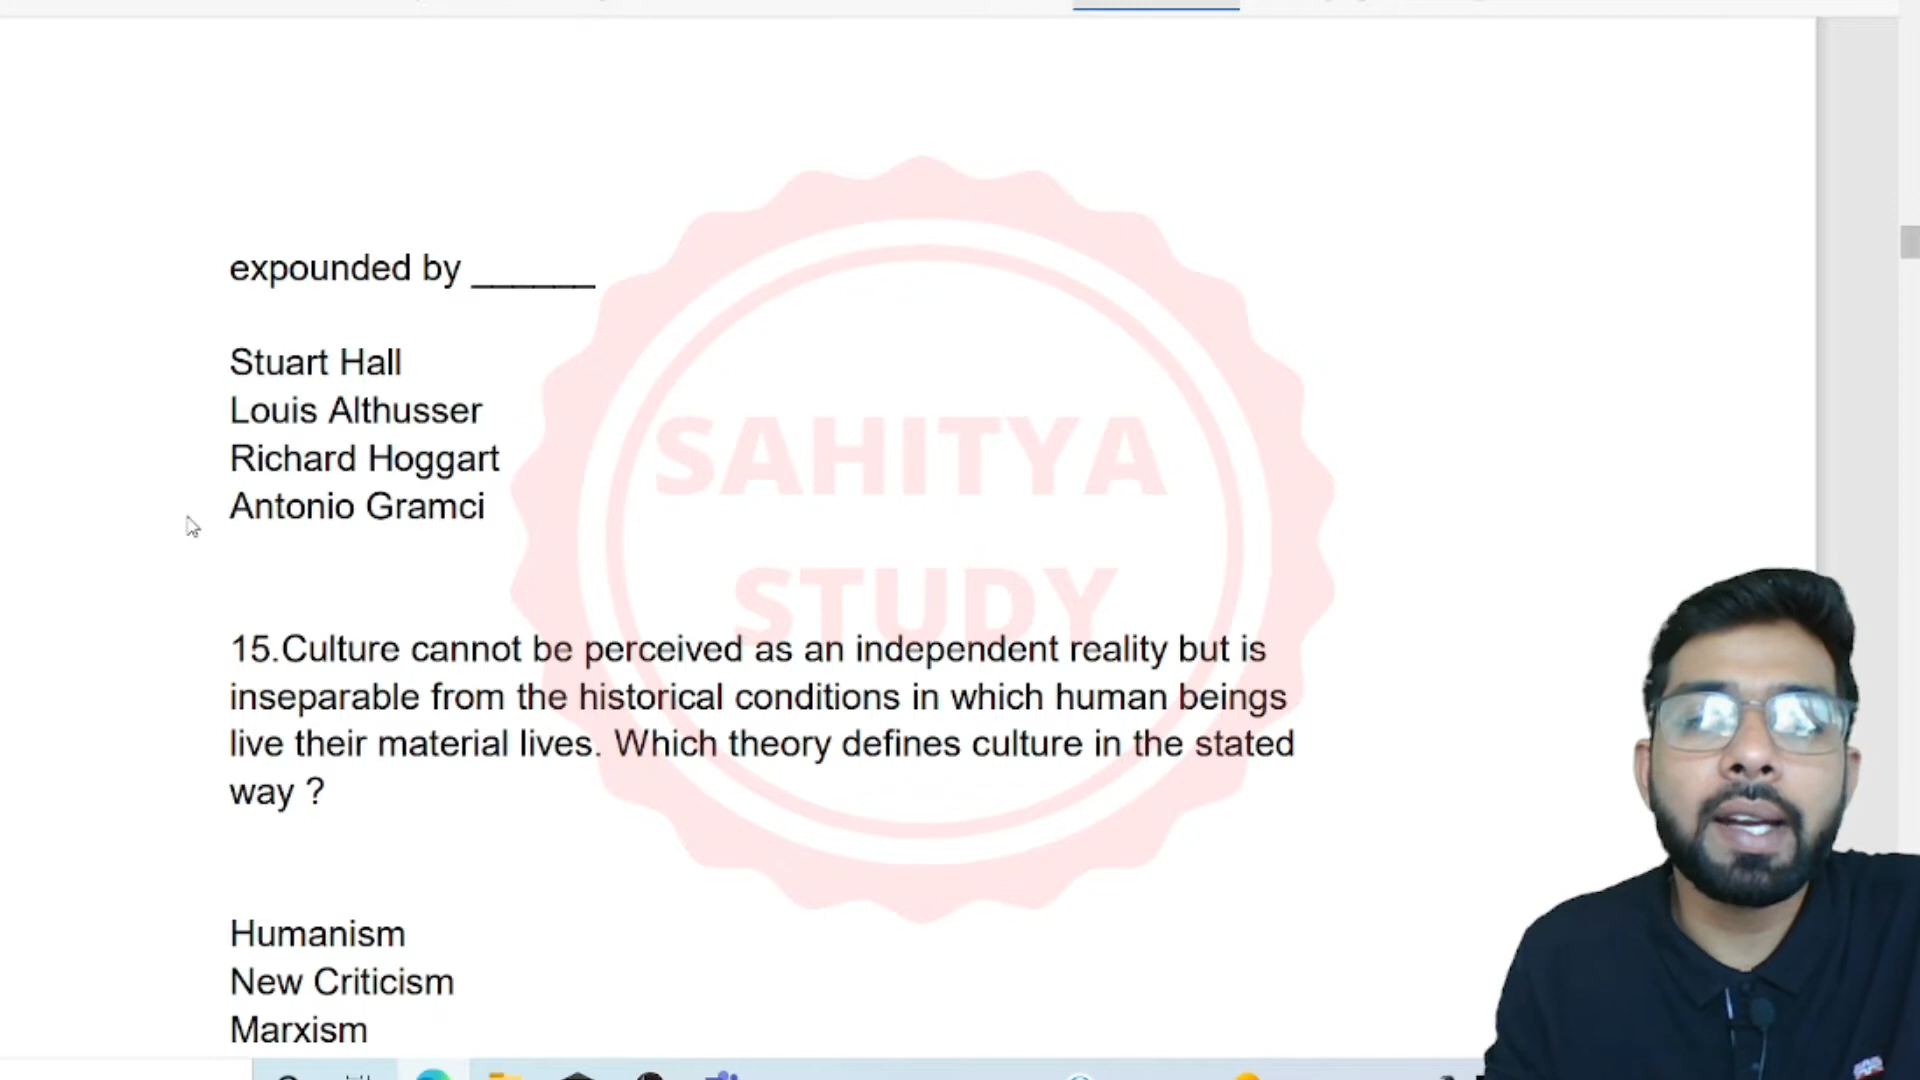 expounded by ______
Stuart Hall
Louis Althusser
Richard Hoggart
Antonio Gramci
SAHITYA
STUDY
15.Culture cannot be perceived as an independent reality but is
inseparable from the historical conditions in which human beings
live their material lives. Which theory defines culture in the stated
way ?
Humanism
New Criticism
Marxism